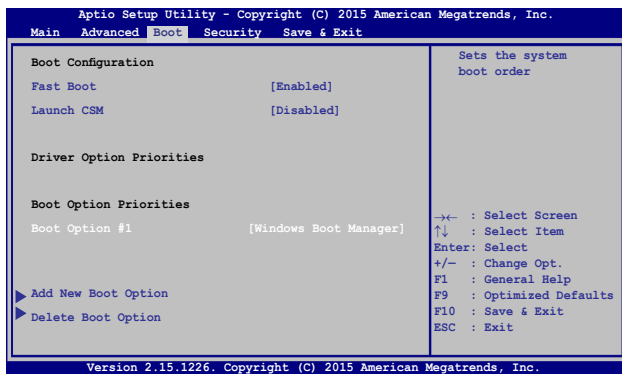 Aptio Setup Utility - Copyright (C) 2015 American Megatrends, Inc.
Main Advanced Boot Security Save & Exit
Boot Configuration
Fast Boot [Enabled]
Launch CSM [Disabled]
Driver Option Priorities
Boot Option Priorities
Boot Option #1 [Windows Boot Manager]
Add New Boot Option
Delete Boot Option
Sets the system
boot order
→← : Select Screen
↑↓ : Select Item
Enter: Select
+/— : Change Opt.
F1 : General Help
F9 : Optimized Defaults
F10 : Save & Exit
ESC : Exit
Version 2.15.1226. Copyright (C) 2015 American Megatrends, Inc.